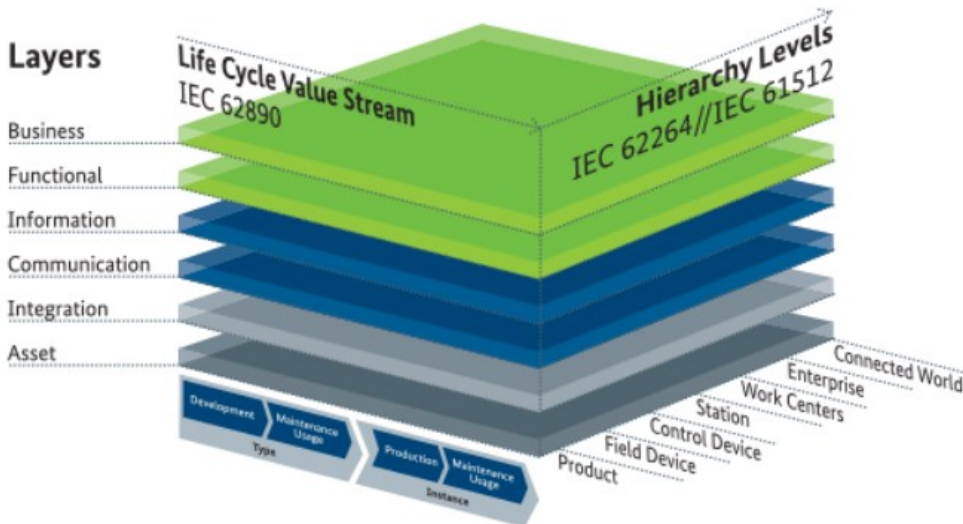 Layers
Life Cycle Value Stream
IEC 62890
Hierarchy Levels
IEC 62264//IEC 61512
Business
Functional
Information
Communication
Integration
Asset
Development
Maintenance
Usage
Type
Production
Maintenance
Usage
Instance
Product
Field Device
Control Device
Station
Work Centers
Enterprise
Connected World